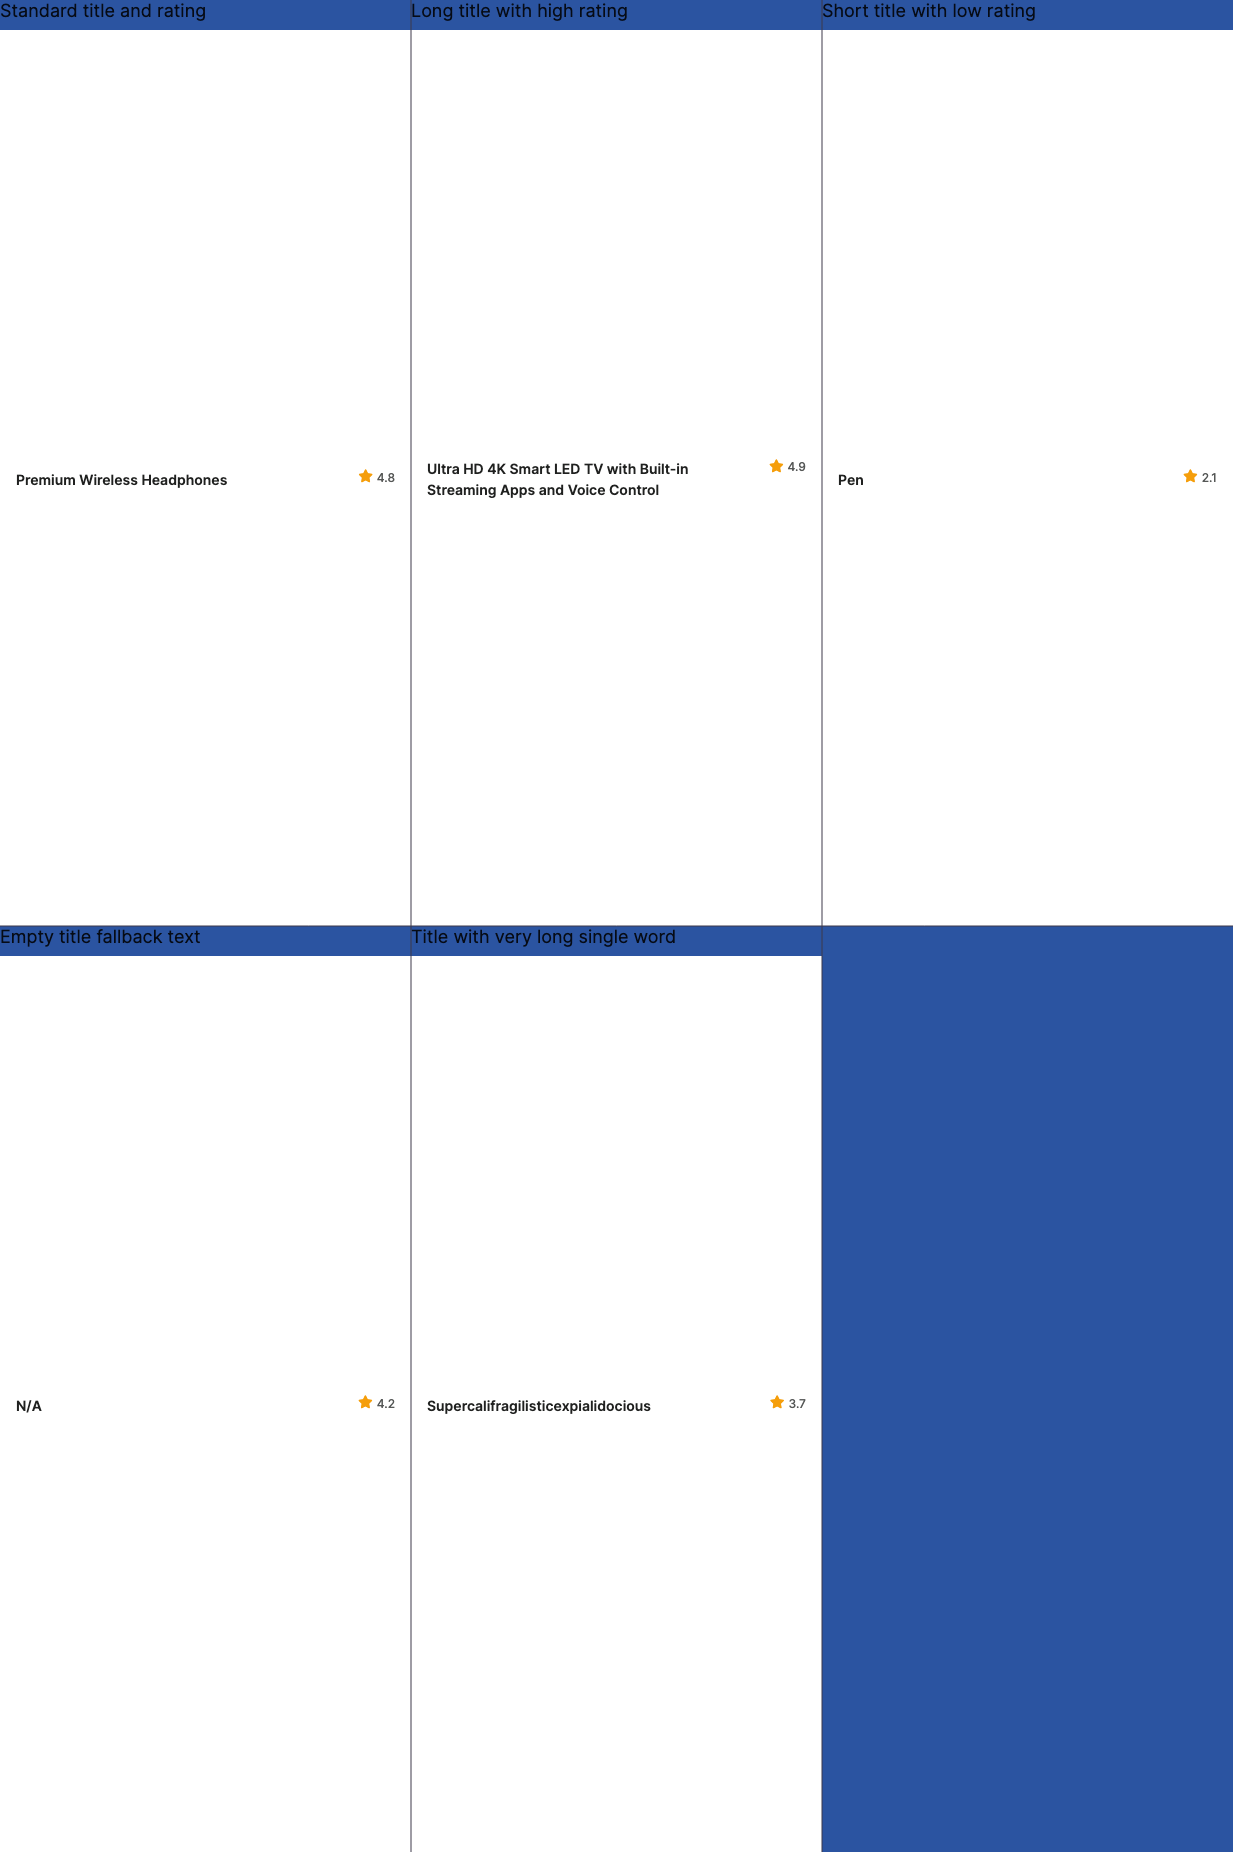 Standard title and rating
Long title with high rating
Short title with low rating
Premium Wireless Headphones
4.8
Ultra HD 4K Smart LED TV with Built-in
Streaming Apps and Voice Control
4.9
Pen
2.1
Empty title fallback text
Title with very long single word
N/A
4.2
Supercalifragilisticexpialidocious
3.7